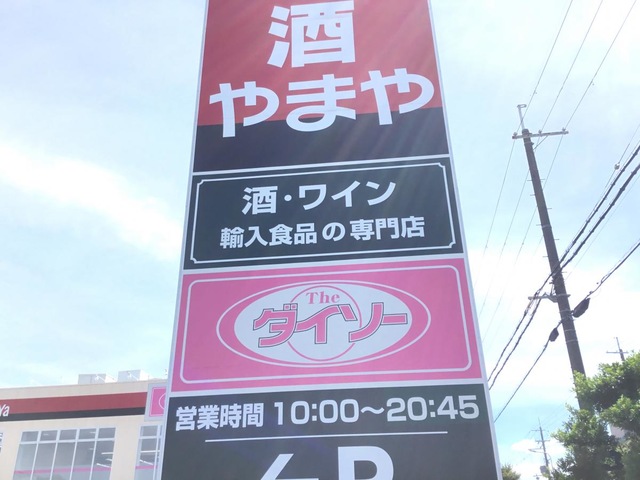 酒
やまや
酒・ワイン
輸入食品の専門店
The
ダイソー
営業時間 10:00～20:45
← P
ya